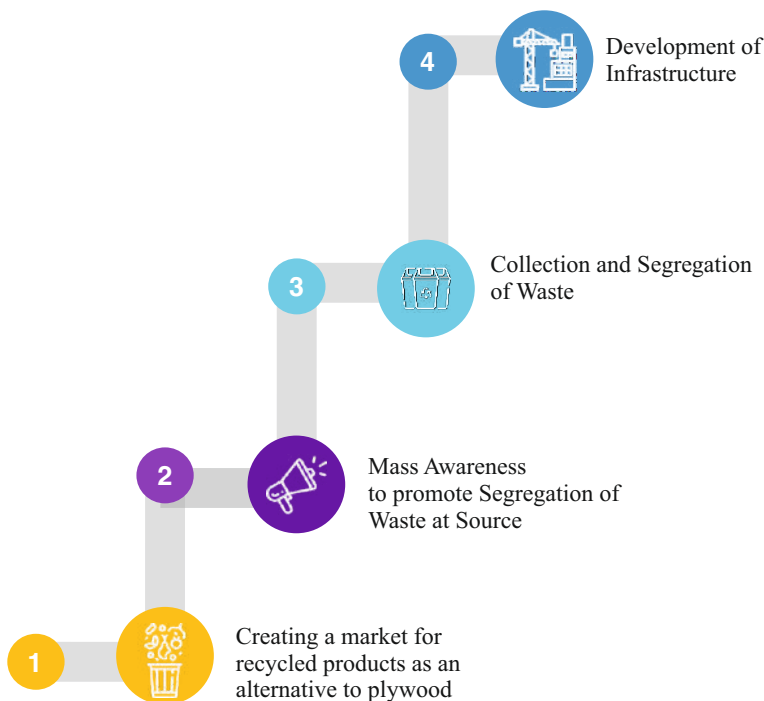 4
Development of
Infrastructure
3
Collection and Segregation
of Waste
2
Mass Awareness
to promote Segregation of
Waste at Source
1
Creating a market for
recycled products as an
alternative to plywood